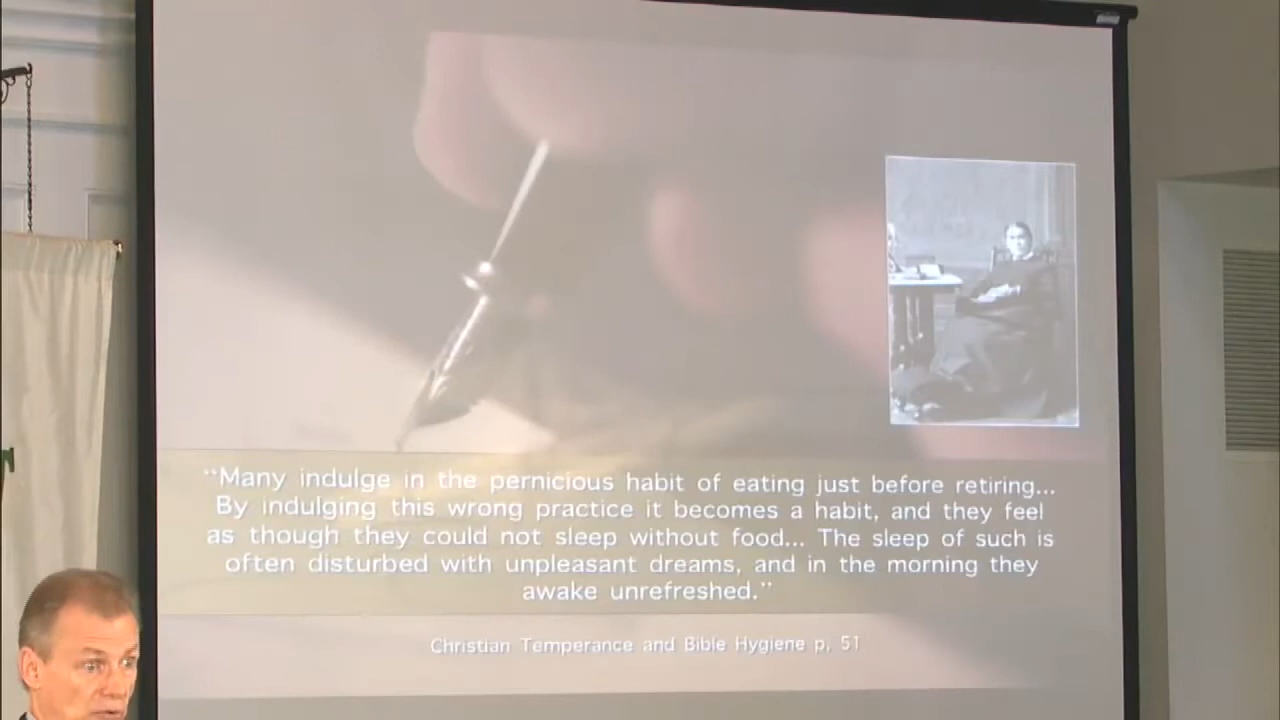 “Many indulge in the pernicious habit of eating just before retiring...
By indulging this wrong practice it becomes a habit, and they feel
as though they could not sleep without food... The sleep of such is
often disturbed with unpleasant dreams, and in the morning they
awake unrefreshed.”
Christian Temperance and Bible Hygiene p. 51